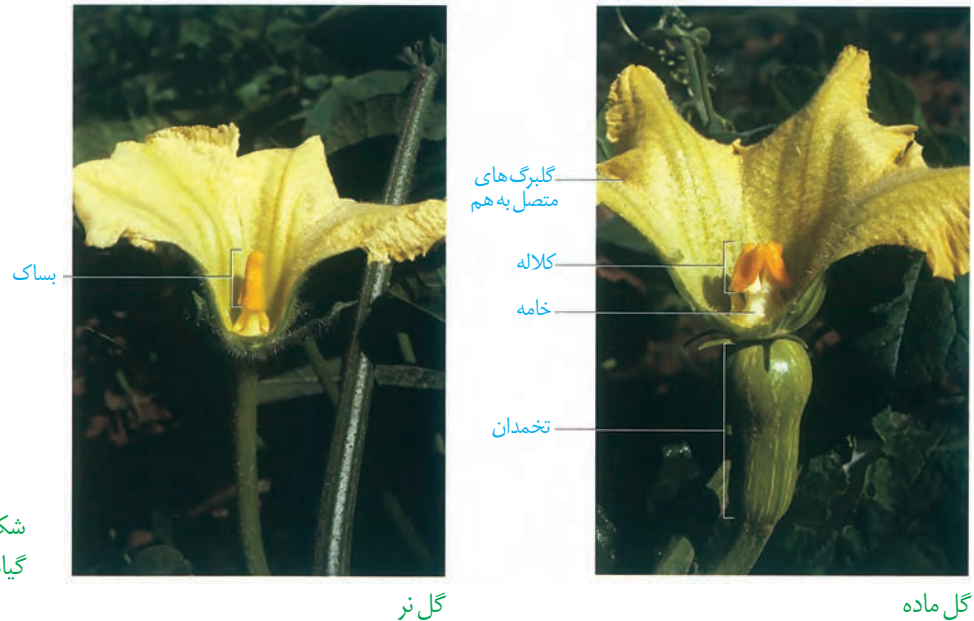 گلبرگ‌های
متصل به هم
کلاله
خامه
تخمدان
گل ماده
بساک
گل نر